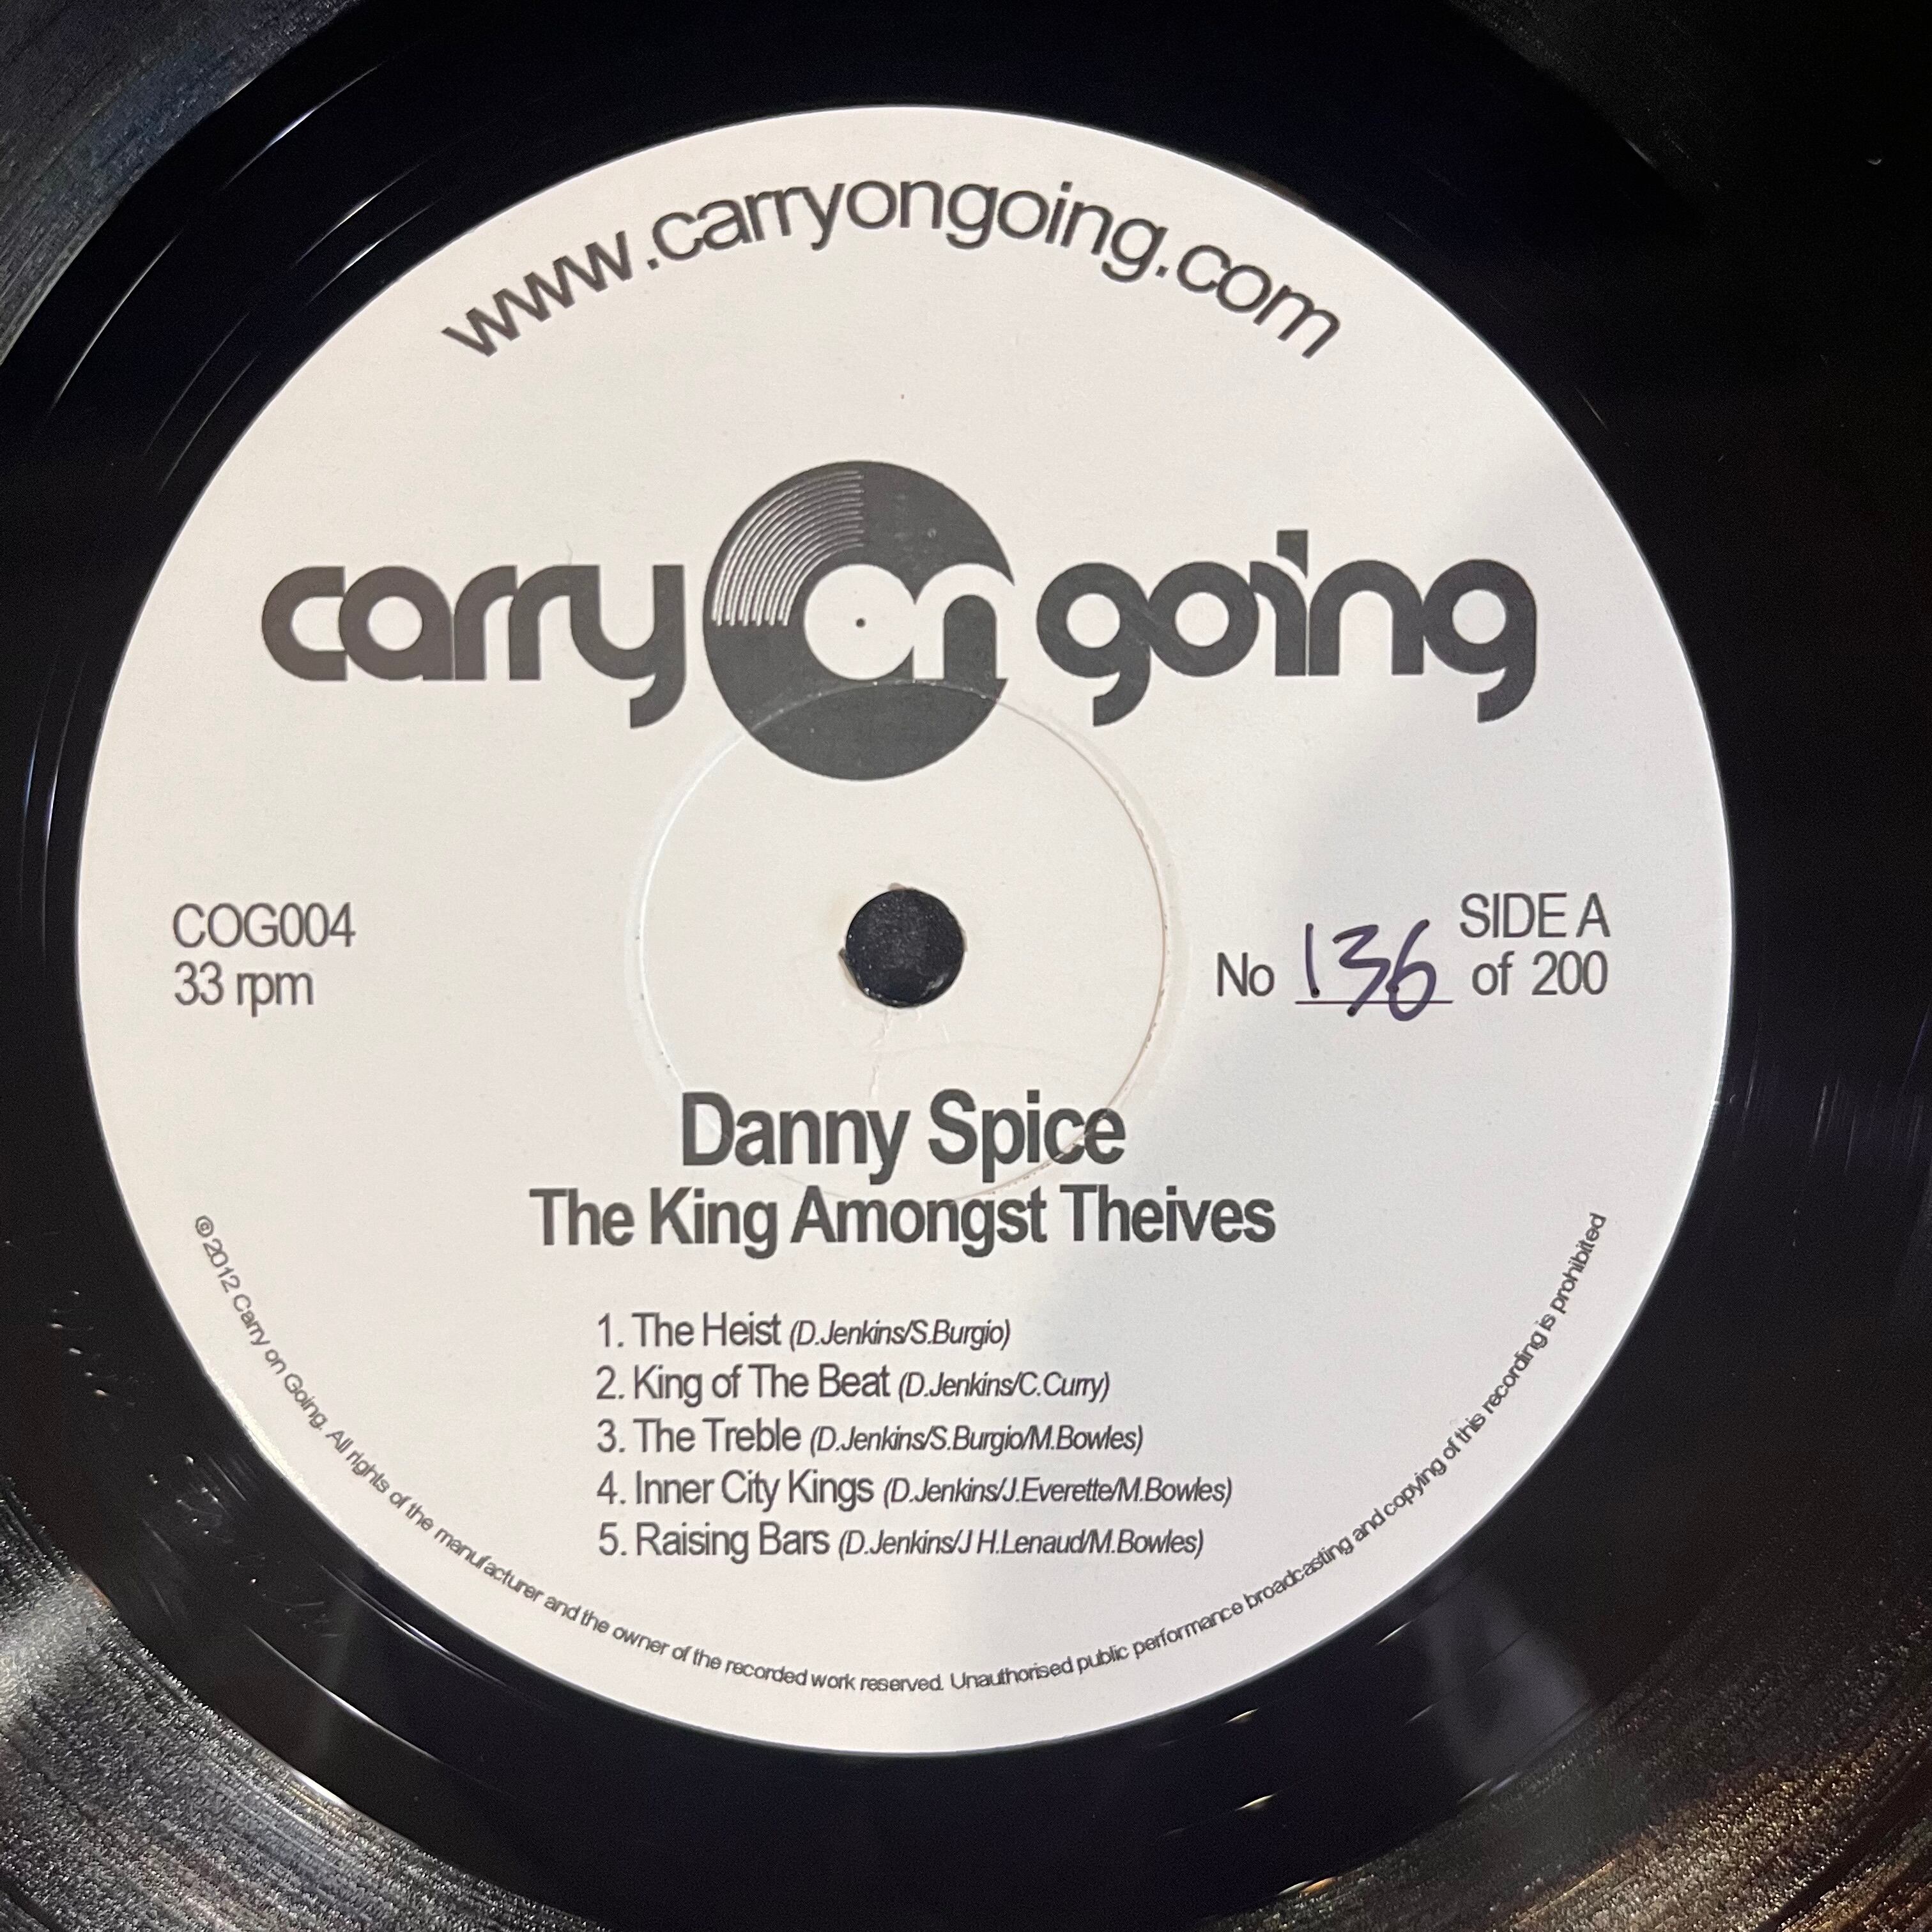 www.carryongoing.com
carry on going
COG004
33 rpm
SIDE A
No 136 of 200
Danny Spice
The King Amongst Theives
1. The Heist (D.Jenkins/S.Burgio)
2. King of The Beat (D.Jenkins/C.Curry)
3. The Treble (D.Jenkins/S.Burgio/M.Bowles)
4. Inner City Kings (D.Jenkins/J.Everette/M.Bowles)
5. Raising Bars (D.Jenkins/J H.Lenaud/M.Bowles)
©2012 Carry on Going. All rights of the manufacturer and the owner of the recorded work reserved. Unauthorised public performance broadcasting and copying of this recording is prohibited